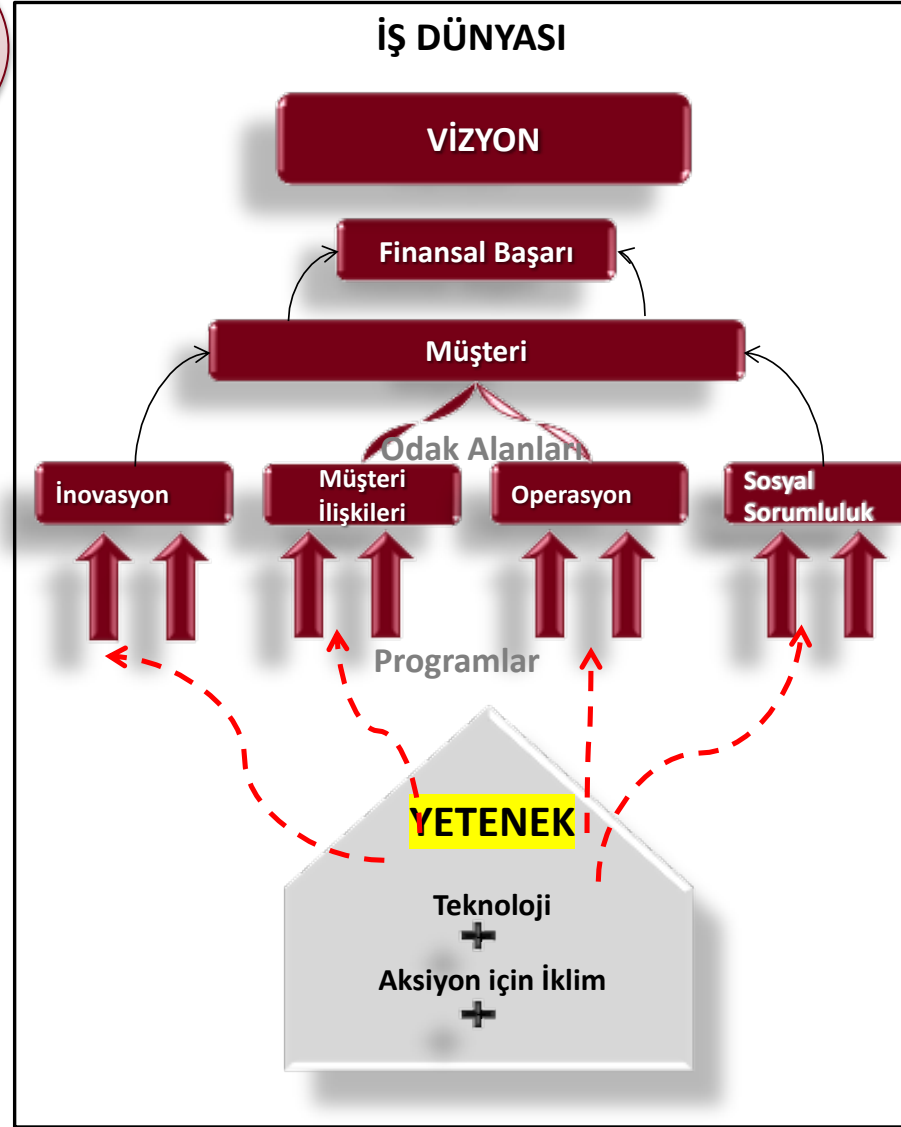 İŞ DÜNYASI
VİZYON
Finansal Başarı
Müşteri
Odak Alanları
İnovasyon
Müşteri
İlişkileri
Operasyon
Sosyal
Sorumluluk
Programlar
YETENEK
Teknoloji
+
Aksiyon için İklim
+